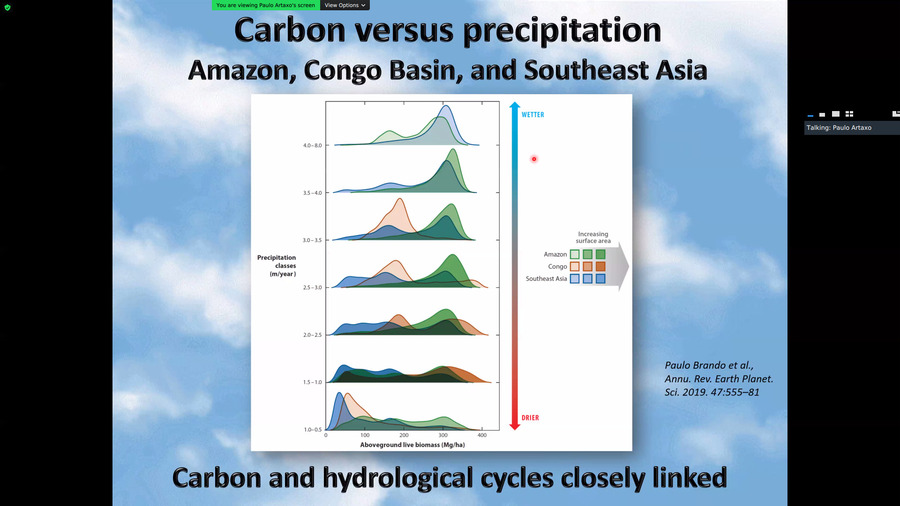 You are viewing Paulo Artaxo's screen
View Options
Carbon versus precipitation
Amazon, Congo Basin, and Southeast Asia
Talking: Paulo Artaxo
WETTER
4.0–8.0
3.5–4.0
3.0–3.5
Increasing
surface area
Amazon
Congo
Southeast Asia
Precipitation
classes
(m/year)
2.5–3.0
2.0–2.5
1.5–1.0
1.0–0.5
DRIER
0 100 200 300 400
Aboveground live biomass (Mg/ha)
Paulo Brando et al.,
Annu. Rev. Earth Planet.
Sci. 2019. 47:555–81
Carbon and hydrological cycles closely linked